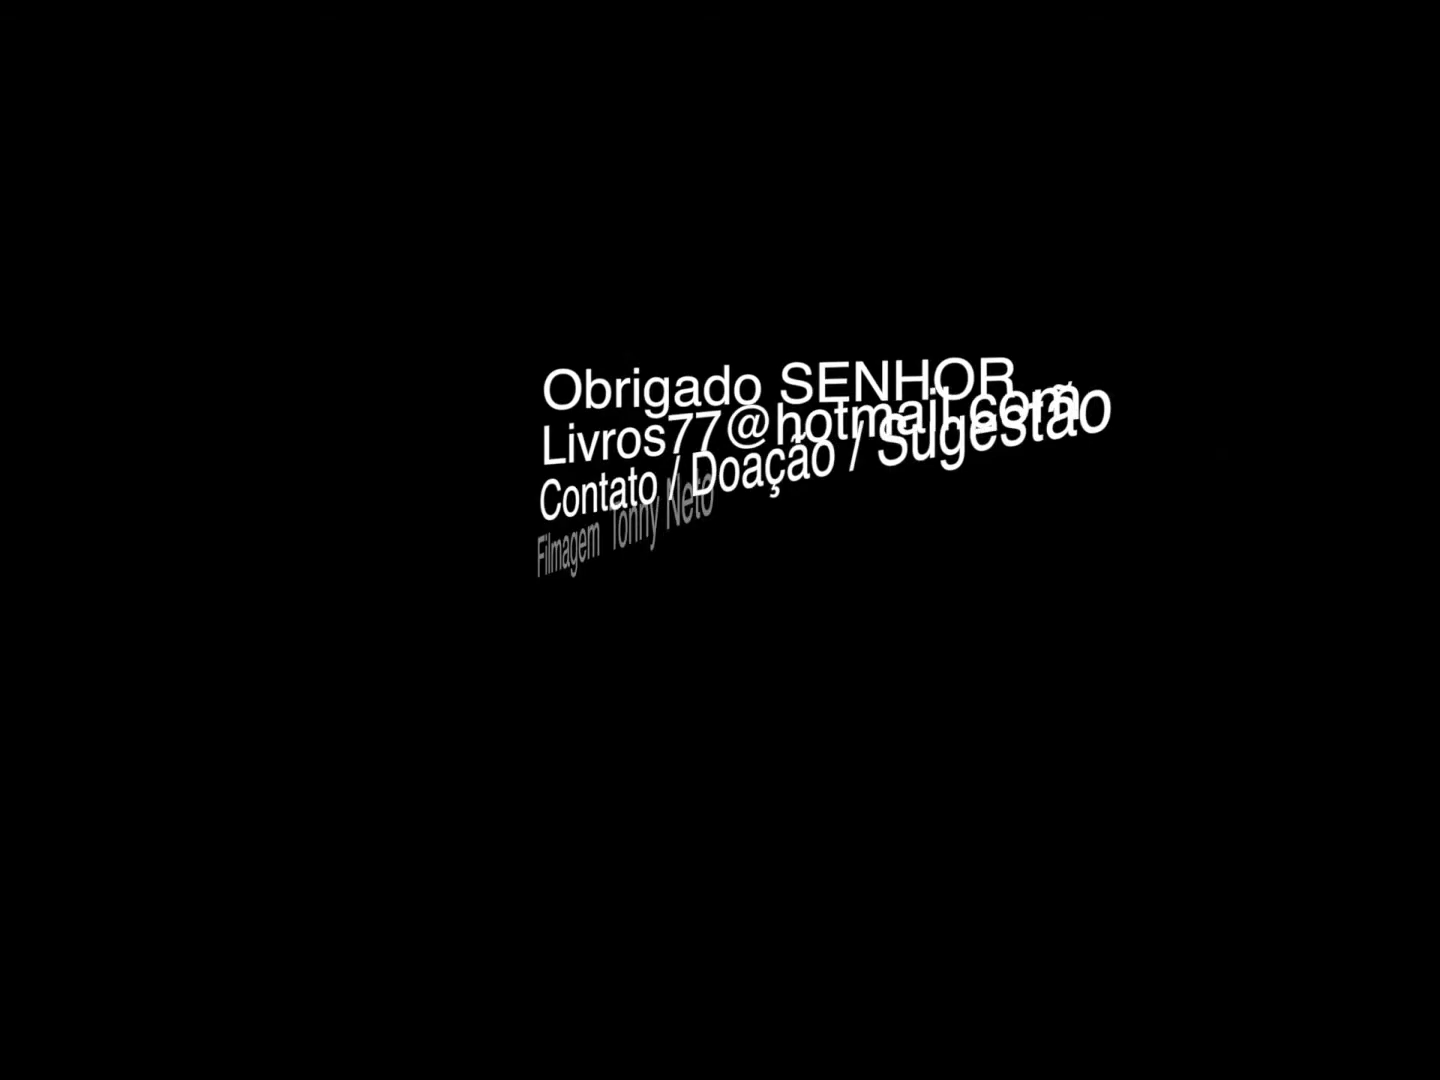 Obrigado SENHOR
Livros77@hotmail.com
Contato / Doação / Sugestão
Filmagem Tonny Neto